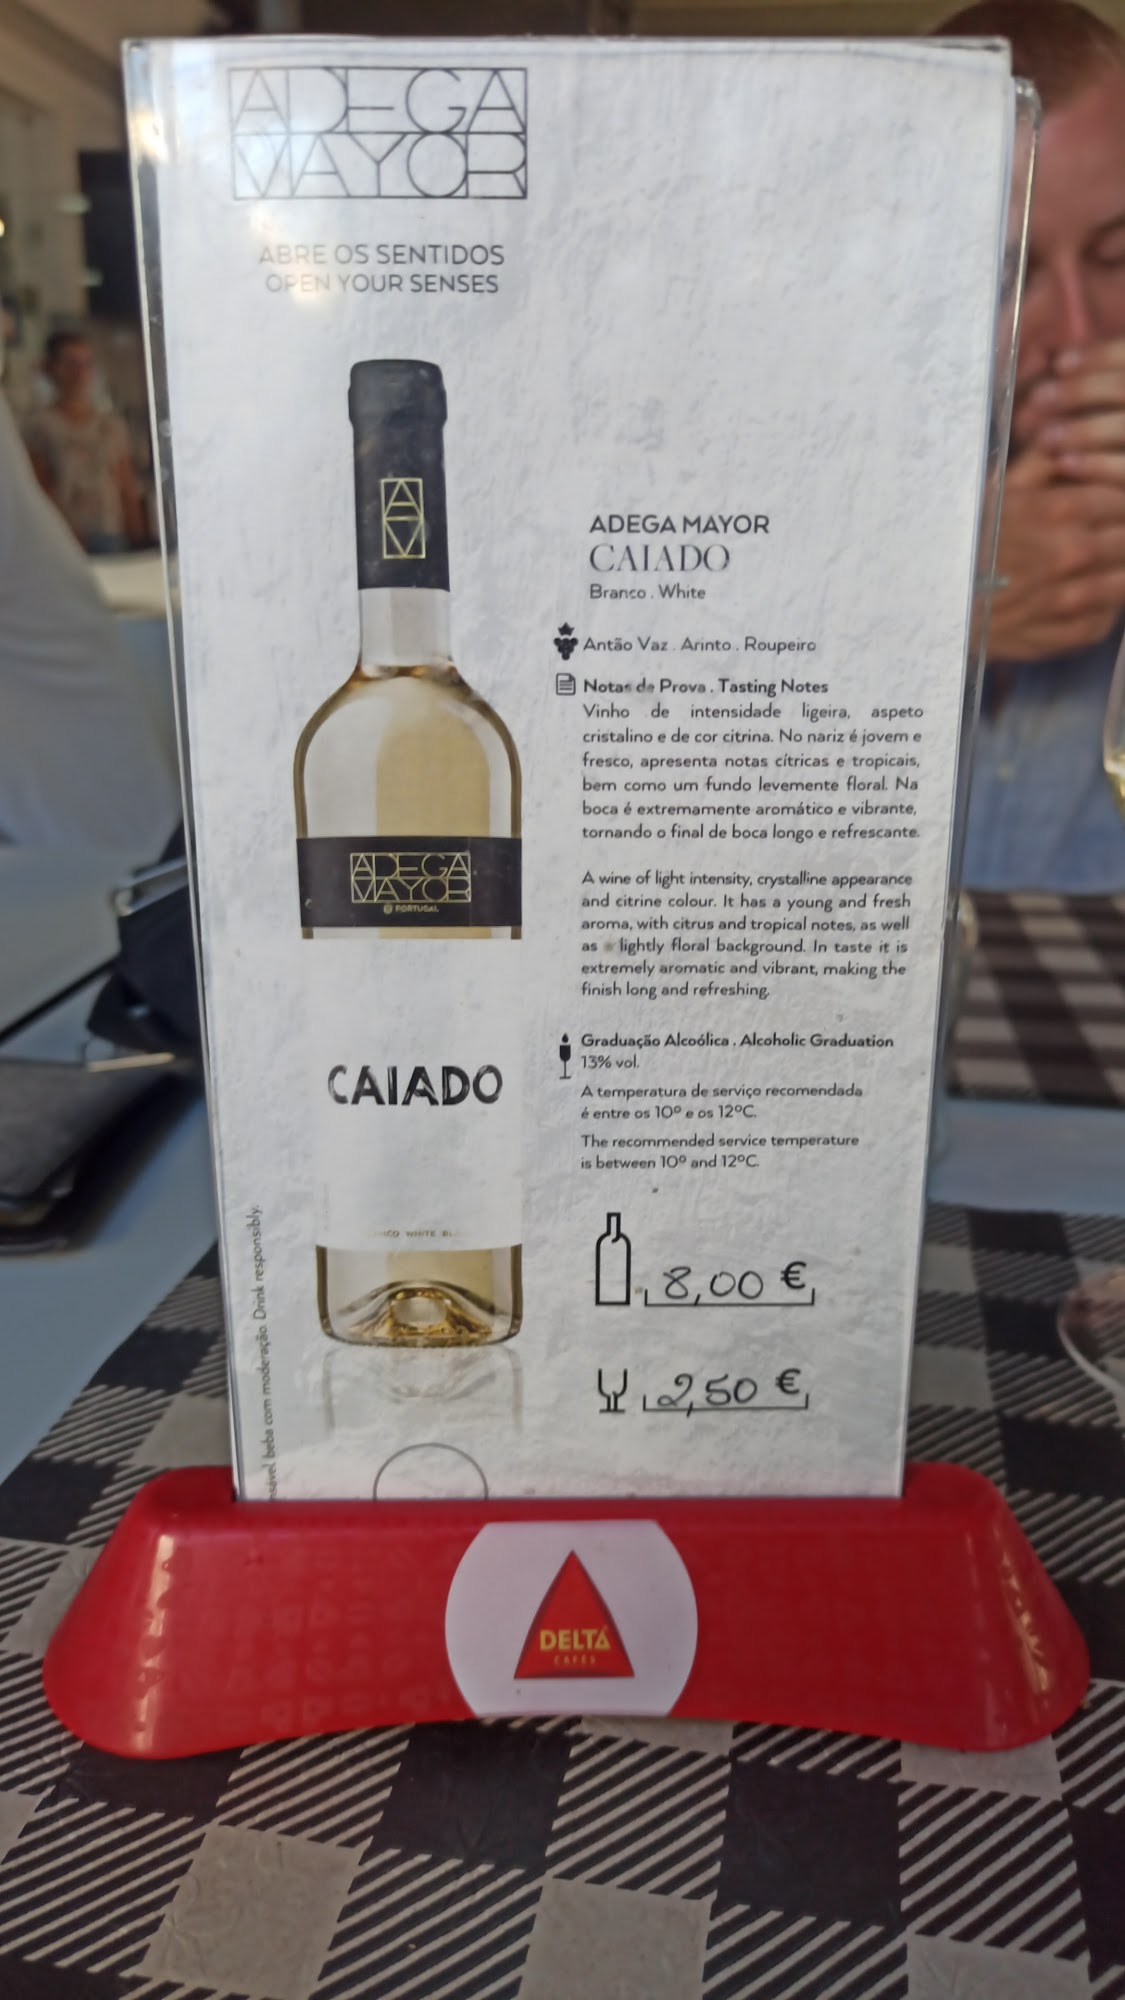 ADEGA
MAYOR
ABRE OS SENTIDOS
OPEN YOUR SENSES
ADEGA
MAYOR
PORTUGAL
CAIADO
WHITE
ADEGA MAYOR
CAIADO
Branco . White
Antão Vaz . Arinto . Roupeiro
Notas de Prova . Tasting Notes
Vinho de intensidade ligeira, aspeto
cristalino e de cor citrina. No nariz é jovem e
fresco, apresenta notas cítricas e tropicais,
bem como um fundo levemente floral. Na
boca é extremamente aromático e vibrante,
tornando o final de boca longo e refrescante.
A wine of light intensity, crystalline appearance
and citrine colour. It has a young and fresh
aroma, with citrus and tropical notes, as well
as lightly floral background. In taste it is
extremely aromatic and vibrant, making the
finish long and refreshing.
Graduação Alcoólica . Alcoholic Graduation
13% vol.
A temperatura de serviço recomendada
é entre os 10º e os 12ºC.
The recommended service temperature
is between 10º and 12ºC.
8,00 €
2,50 €
beba com moderação. Drink responsibly.
DELTA
CAFÉS